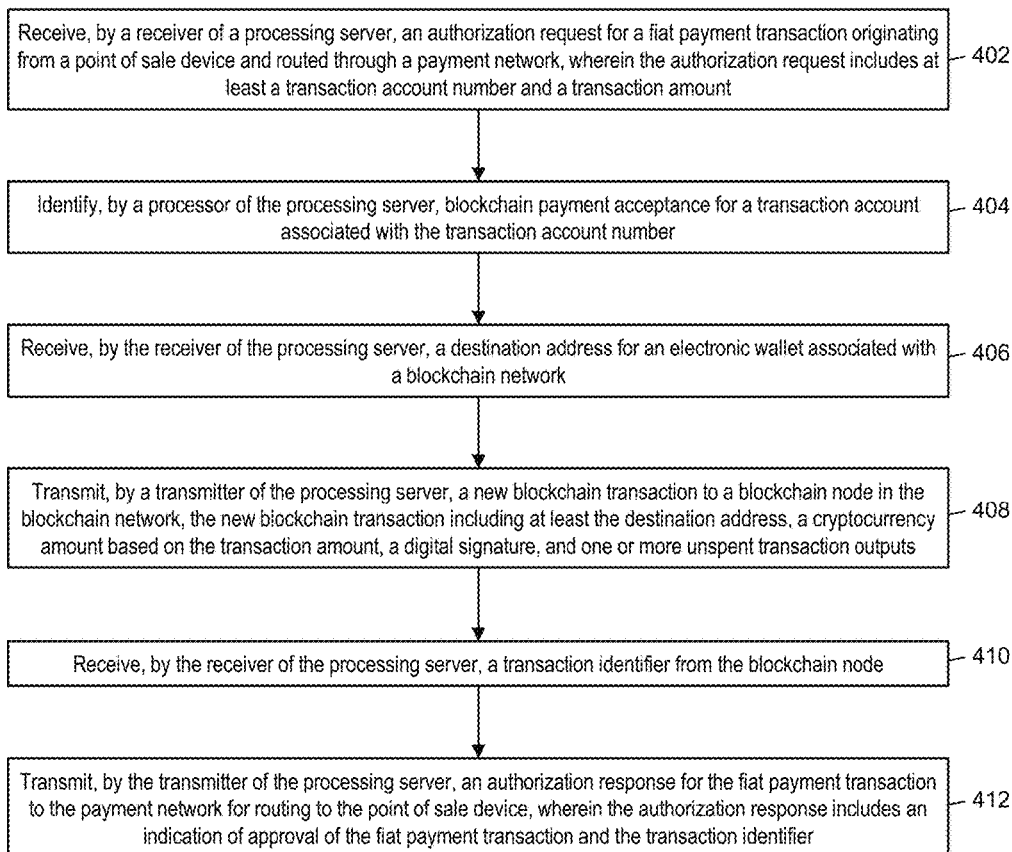 Receive, by a receiver of a processing server, an authorization request for a fiat payment transaction originating
from a point of sale device and routed through a payment network, wherein the authorization request includes at
least a transaction account number and a transaction amount
402
Identify, by a processor of the processing server, blockchain payment acceptance for a transaction account
associated with the transaction account number
404
Receive, by the receiver of the processing server, a destination address for an electronic wallet associated with
a blockchain network
406
Transmit, by a transmitter of the processing server, a new blockchain transaction to a blockchain node in the
blockchain network, the new blockchain transaction including at least the destination address, a cryptocurrency
amount based on the transaction amount, a digital signature, and one or more unspent transaction outputs
408
Receive, by the receiver of the processing server, a transaction identifier from the blockchain node
410
Transmit, by the transmitter of the processing server, an authorization response for the fiat payment transaction
to the payment network for routing to the point of sale device, wherein the authorization response includes an
indication of approval of the fiat payment transaction and the transaction identifier
412